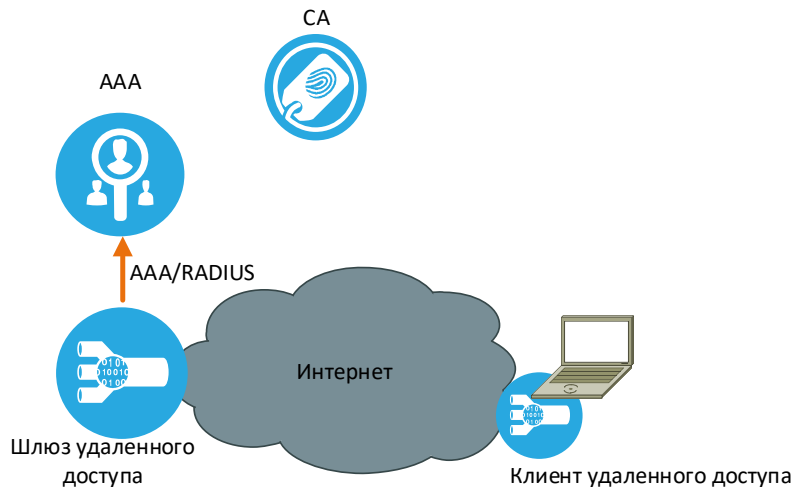 CA
AAA
AAA/RADIUS
Интернет
Шлюз удаленного
доступа
Клиент удаленного доступа